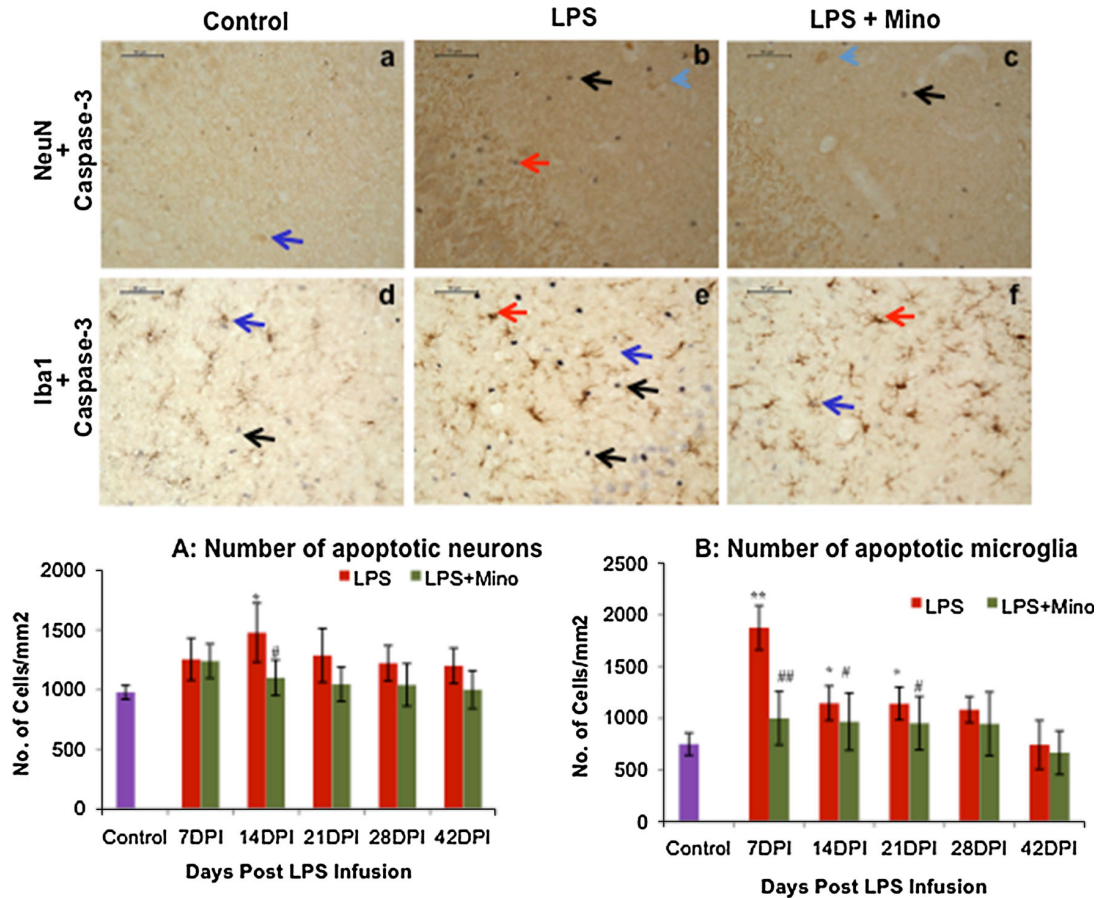 Control LPS LPS + Mino
NeuN + Caspase-3
a b c
Iba1 + Caspase-3
d e f
A: Number of apoptotic neurons
LPS LPS+Mino
No. of Cells/mm2
2000
1500
1000
500
0
* #
Control 7DPI 14DPI 21DPI 28DPI 42DPI
Days Post LPS Infusion
B: Number of apoptotic microglia
LPS LPS+Mino
No. of Cells/mm2
2500
2000
1500
1000
500
0
** ## * # * #
Control 7DPI 14DPI 21DPI 28DPI 42DPI
Days Post LPS Infusion